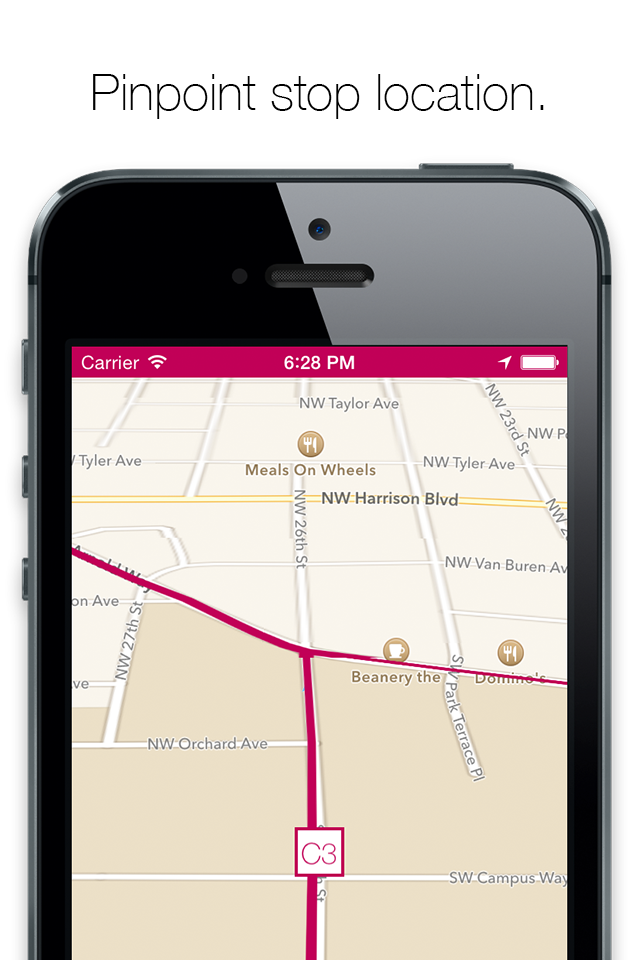 Pinpoint stop location.
Carrier
6:28 PM
NW Taylor Ave
NW 23rd St
NW
Tyler Ave
Meals On Wheels
NW Tyler Ave
NW Harrison Blvd
NW 26th St
NW
NW Van Buren Av
on Ave
NW 27th St
Beanery the
Domino's
ve
SW Park Terrace Pl
NW Orchard Ave
C3
SW Campus Way
St